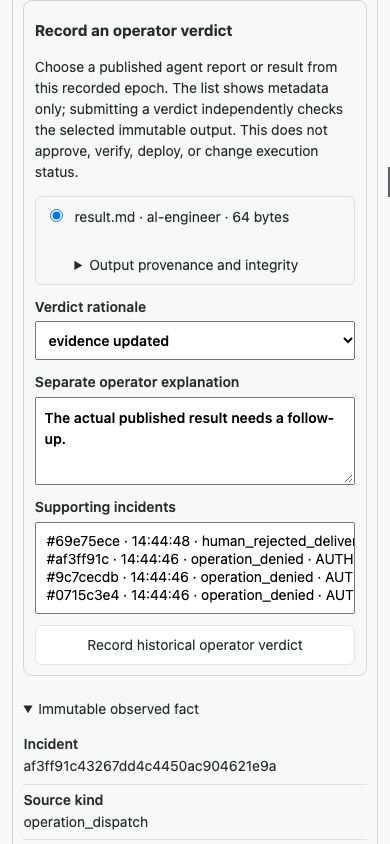 Record an operator verdict
Choose a published agent report or result from
this recorded epoch. The list shows metadata
only; submitting a verdict independently checks
the selected immutable output. This does not
approve, verify, deploy, or change execution
status.
result.md · al-engineer · 64 bytes
▶ Output provenance and integrity
Verdict rationale
evidence updated
Separate operator explanation
The actual published result needs a follow-
up.
Supporting incidents
#69e75ece · 14:44:48 · human_rejected_deliver
#af3ff91c · 14:44:46 · operation_denied · AUTH
#9c7cecdb · 14:44:46 · operation_denied · AUT
#0715c3e4 · 14:44:46 · operation_denied · AUT
Record historical operator verdict
▼ Immutable observed fact
Incident
af3ff91c43267dd4c4450ac904621e9a
Source kind
operation_dispatch